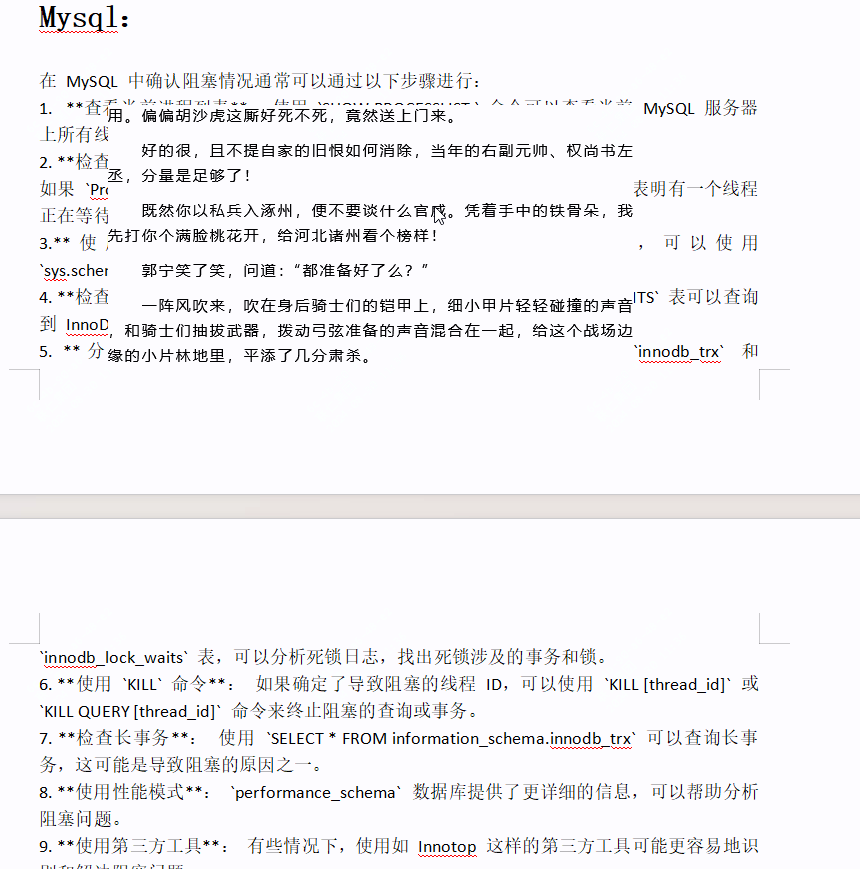 Mysql：
在 MySQL 中确认阻塞情况通常可以通过以下步骤进行：
1. **查看当前进程列表**： 使用 `SHOW PROCESSLIST;` 命令可以查看当前 MySQL 服务器
上所有线
2. **检查
如果 `Pro 表明有一个线程
正在等待
3.** 使 ，可以使用
`sys.scher
4. **检查 ITS` 表可以查询
到 InnoD
5. ** 分 `innodb_trx` 和
用。偏偏胡沙虎这厮好死不死，竟然送上门来。
好的很，且不提自家的旧恨如何消除，当年的右副元帅、权尚书左
丞，分量是足够了！
既然你以私兵入涿州，便不要谈什么官威。凭着手中的铁骨朵，我
先打你个满脸桃花开，给河北诸州看个榜样！
郭宁笑了笑，问道：“都准备好了么？”
一阵风吹来，吹在身后骑士们的铠甲上，细小甲片轻轻碰撞的声音
，和骑士们抽拔武器，拨动弓弦准备的声音混合在一起，给这个战场边
缘的小片林地里，平添了几分肃杀。
`innodb_lock_waits` 表，可以分析死锁日志，找出死锁涉及的事务和锁。
6. **使用 `KILL` 命令**： 如果确定了导致阻塞的线程 ID，可以使用 `KILL [thread_id]` 或
`KILL QUERY [thread_id]` 命令来终止阻塞的查询或事务。
7. **检查长事务**： 使用 `SELECT * FROM information_schema.innodb_trx` 可以查询长事
务，这可能是导致阻塞的原因之一。
8. **使用性能模式**： `performance_schema` 数据库提供了更详细的信息，可以帮助分析
阻塞问题。
9. **使用第三方工具**： 有些情况下，使用如 Innotop 这样的第三方工具可能更容易地识